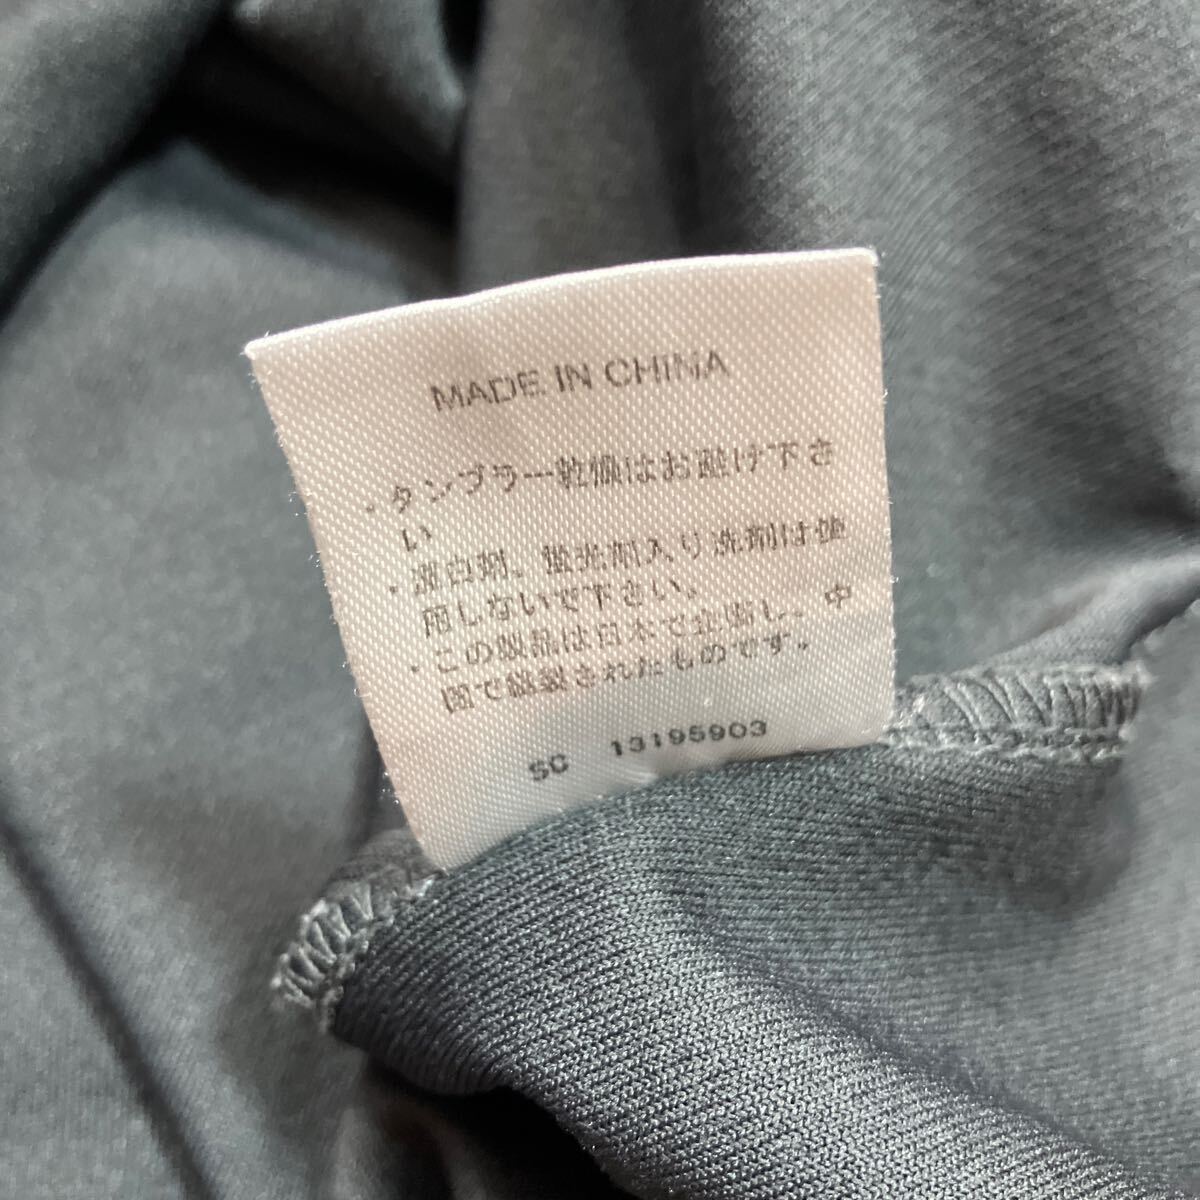 MADE IN CHINA
・タンブラー乾燥はお避け下さ
い
・漂白剤、蛍光剤入り洗剤は使
用しないで下さい。
・この製品は日本で企画し、中
国で縫製されたものです。
SC 13195903